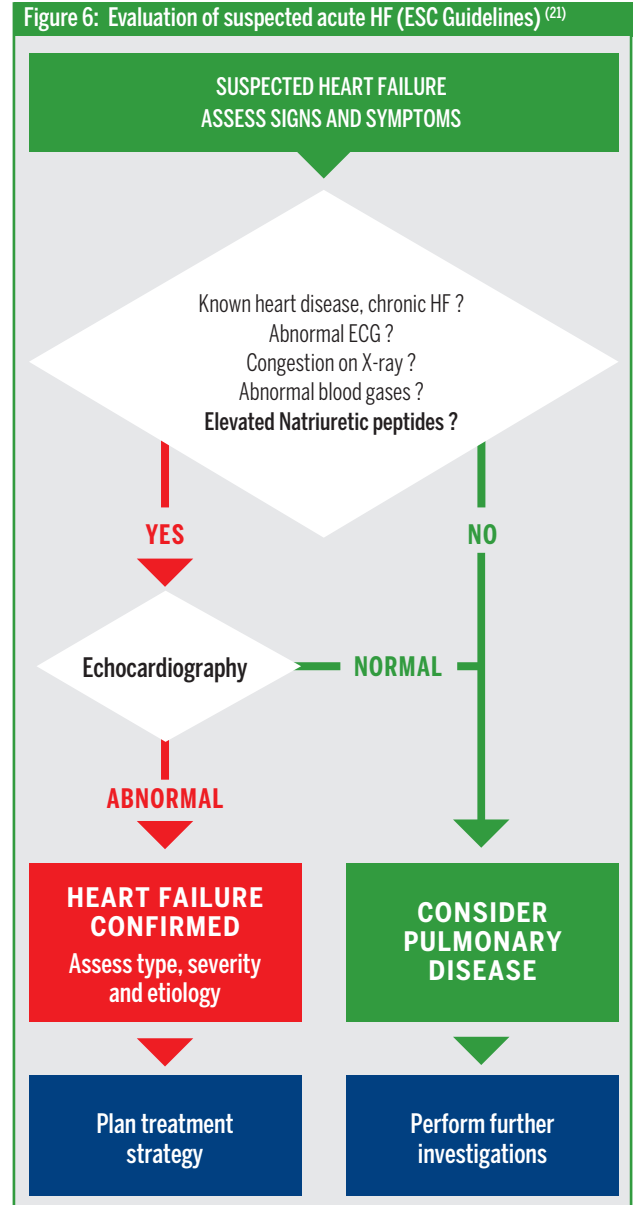 Figure 6: Evaluation of suspected acute HF (ESC Guidelines) (21)
SUSPECTED HEART FAILURE
ASSESS SIGNS AND SYMPTOMS
Known heart disease, chronic HF ?
Abnormal ECG ?
Congestion on X-ray ?
Abnormal blood gases ?
Elevated Natriuretic peptides ?
YES
NO
Echocardiography
NORMAL
ABNORMAL
HEART FAILURE
CONFIRMED
Assess type, severity
and etiology
CONSIDER
PULMONARY
DISEASE
Plan treatment
strategy
Perform further
investigations